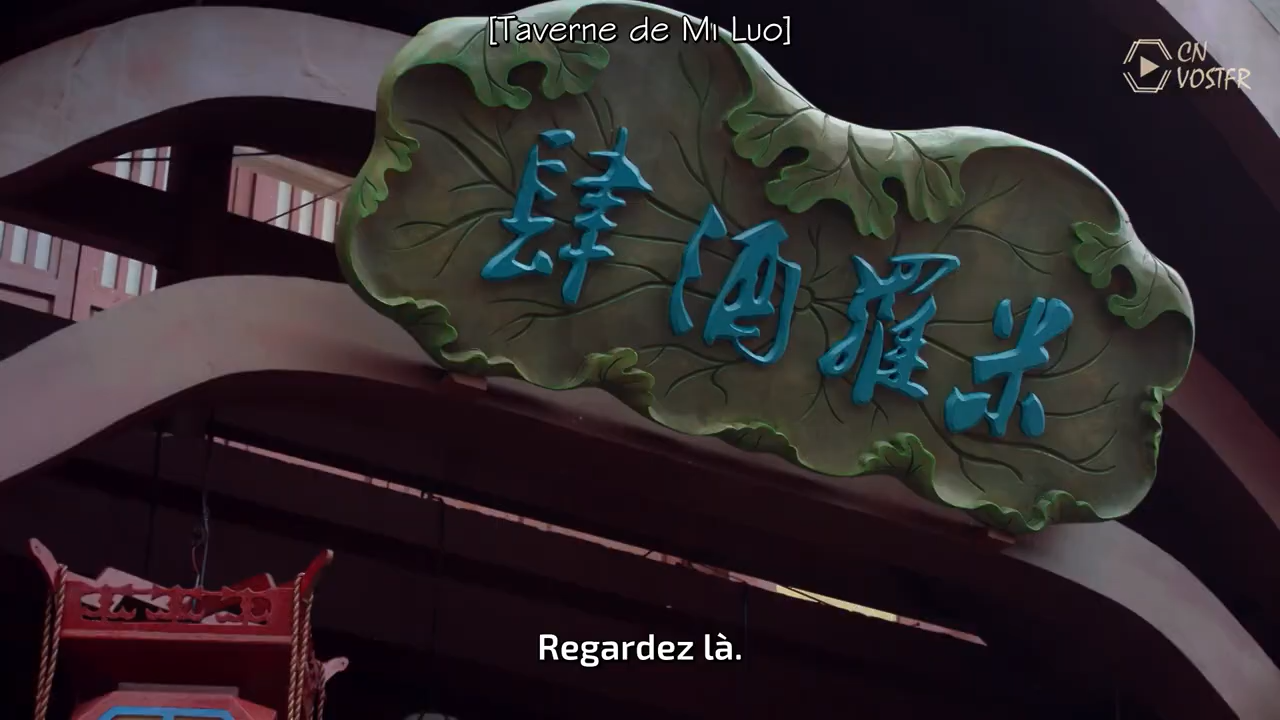 [Taverne de Mi Luo]
CN
VOSTFR
米羅酒肆
Regardez là.